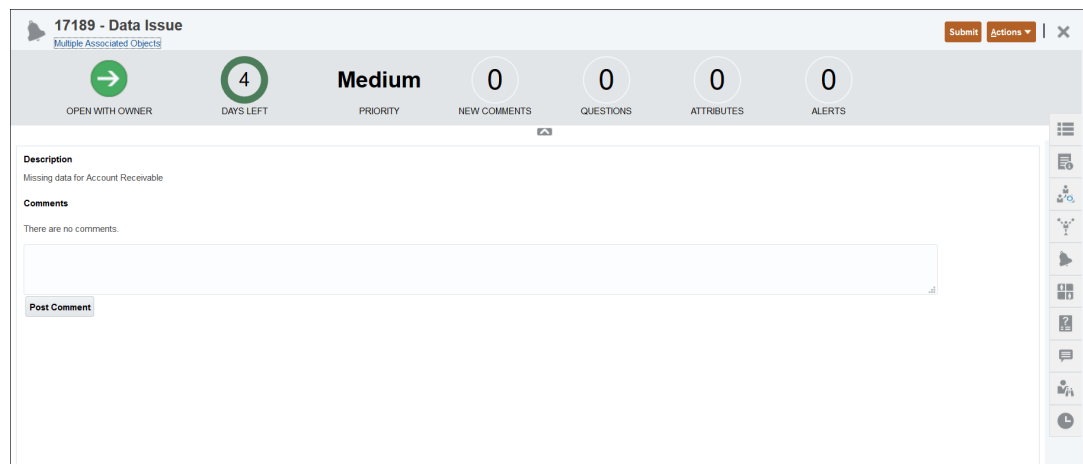 17189 - Data Issue
Multiple Associated Objects
Submit
Actions
4
Medium
0
0
0
0
OPEN WITH OWNER
DAYS LEFT
PRIORITY
NEW COMMENTS
QUESTIONS
ATTRIBUTES
ALERTS
Description
Missing data for Account Receivable
Comments
There are no comments.
Post Comment